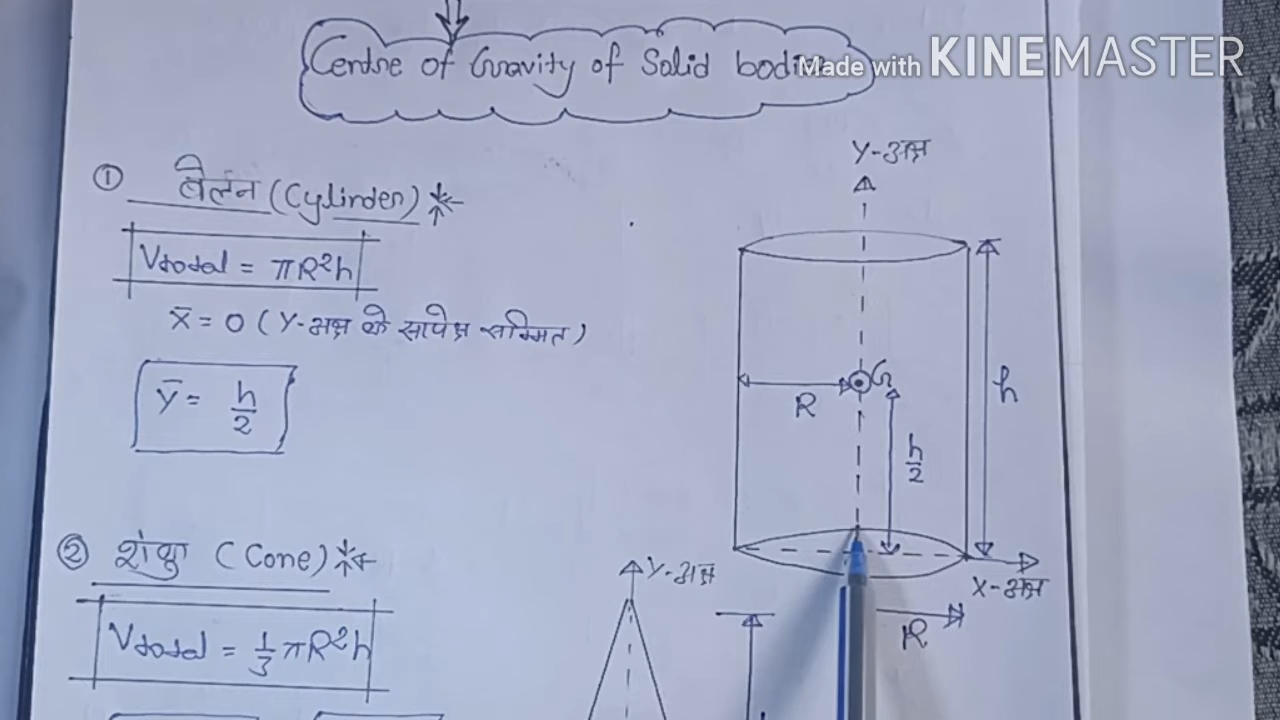 Centre of Gravity of Solid bodies
Made with KINEMASTER
① बेलन (Cylinder)
Vtotal = πR²h
x̄ = 0 (Y-अक्ष के सापेक्ष सममित)
ȳ = h/2
Y-अक्ष
G
R
h
h/2
X-अक्ष
R
② शंकु (Cone)
Vtotal = 1/3 πR²h
Y-अक्ष